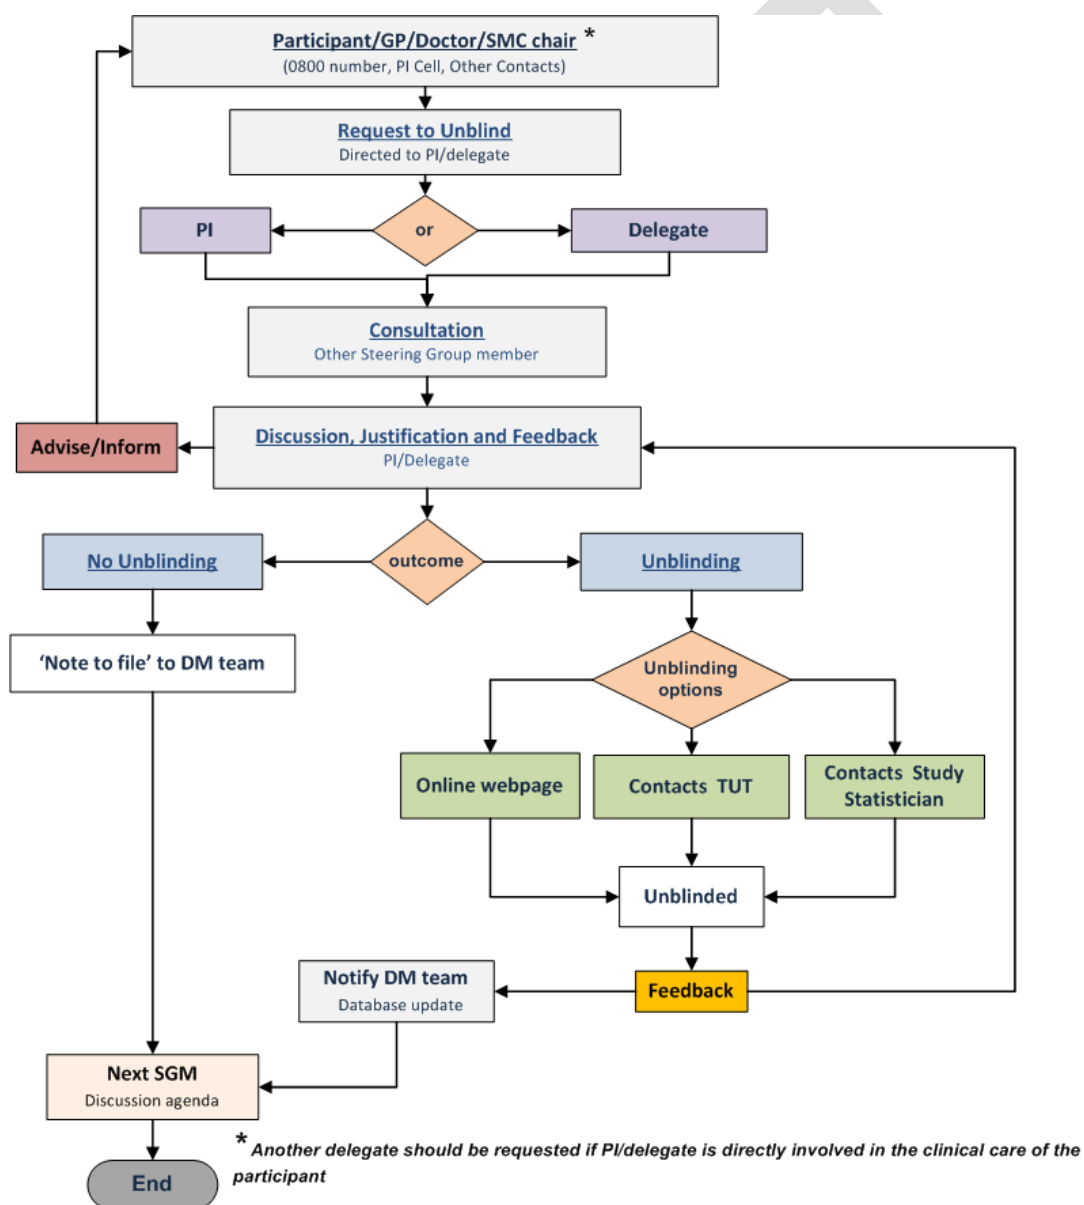 Participant/GP/Doctor/SMC chair *
(0800 number, PI Cell, Other Contacts)
Request to Unblind
Directed to PI/delegate
PI
or
Delegate
Consultation
Other Steering Group member
Advise/Inform
Discussion, Justification and Feedback
PI/Delegate
No Unblinding
outcome
Unblinding
'Note to file' to DM team
Unblinding
options
Online webpage
Contacts TUT
Contacts Study
Statistician
Unblinded
Notify DM team
Database update
Feedback
Next SGM
Discussion agenda
* Another delegate should be requested if PI/delegate is directly involved in the clinical care of the
participant
End